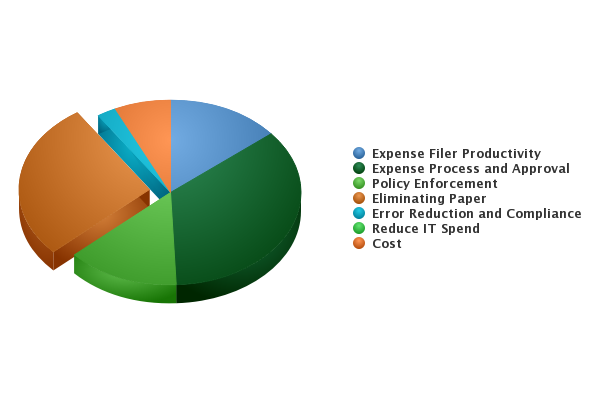 Expense Filer Productivity
Expense Process and Approval
Policy Enforcement
Eliminating Paper
Error Reduction and Compliance
Reduce IT Spend
Cost